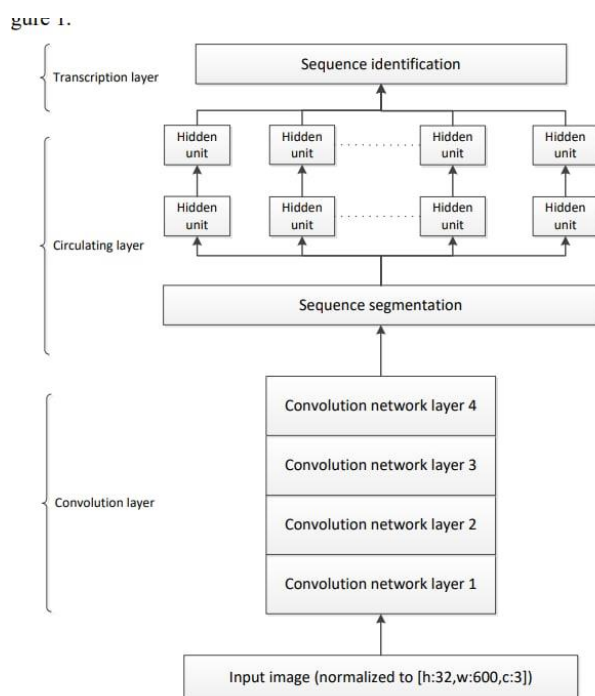 gure 1.
Transcription layer
Sequence identification
Hidden unit
Hidden unit
Hidden unit
Hidden unit
Hidden unit
Hidden unit
Hidden unit
Hidden unit
Circulating layer
Sequence segmentation
Convolution network layer 4
Convolution network layer 3
Convolution layer
Convolution network layer 2
Convolution network layer 1
Input image (normalized to [h:32,w:600,c:3])